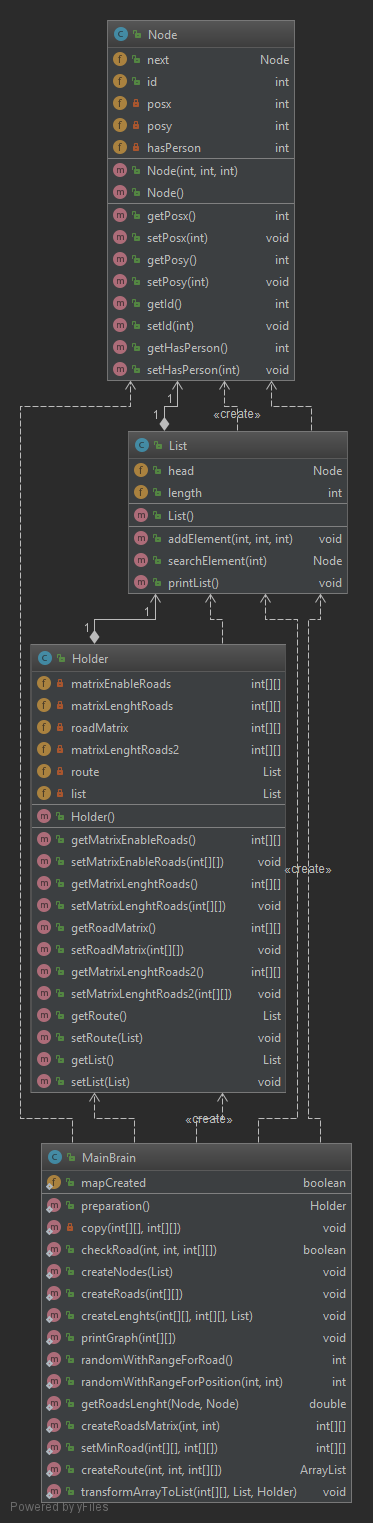 Node
next Node
id int
posx int
posy int
hasPerson int
Node(int, int, int)
Node()
getPosx() int
setPosx(int) void
getPosy() int
setPosy(int) void
getId() int
setId(int) void
getHasPerson() int
setHasPerson(int) void
1
«create»
1
List
head Node
length int
List()
addElement(int, int, int) void
searchElement(int) Node
printList() void
1
1
Holder
matrixEnableRoads int[][]
matrixLenghtRoads int[][]
roadMatrix int[][]
matrixLenghtRoads2 int[][]
route List
list List
Holder()
getMatrixEnableRoads() int[][]
setMatrixEnableRoads(int[][]) void
«create»
getMatrixLenghtRoads() int[][]
setMatrixLenghtRoads(int[][]) void
getRoadMatrix() int[][]
setRoadMatrix(int[][]) void
getMatrixLenghtRoads2() int[][]
setMatrixLenghtRoads2(int[][]) void
getRoute() List
setRoute(List) void
getList() List
setList(List) void
«create»
MainBrain
mapCreated boolean
preparation() Holder
copy(int[][], int[][]) void
checkRoad(int, int, int[][]) boolean
createNodes(List) void
createRoads(int[][]) void
createLenghts(int[][], int[][], List) void
printGraph(int[][]) void
randomWithRangeForRoad() int
randomWithRangeForPosition(int, int) int
getRoadsLenght(Node, Node) double
createRoadsMatrix(int, int) int[][]
setMinRoad(int[][], int[][]) int[][]
createRoute(int, int, int[][]) ArrayList
transformArrayToList(int[][], List, Holder) void
Powered by yFiles